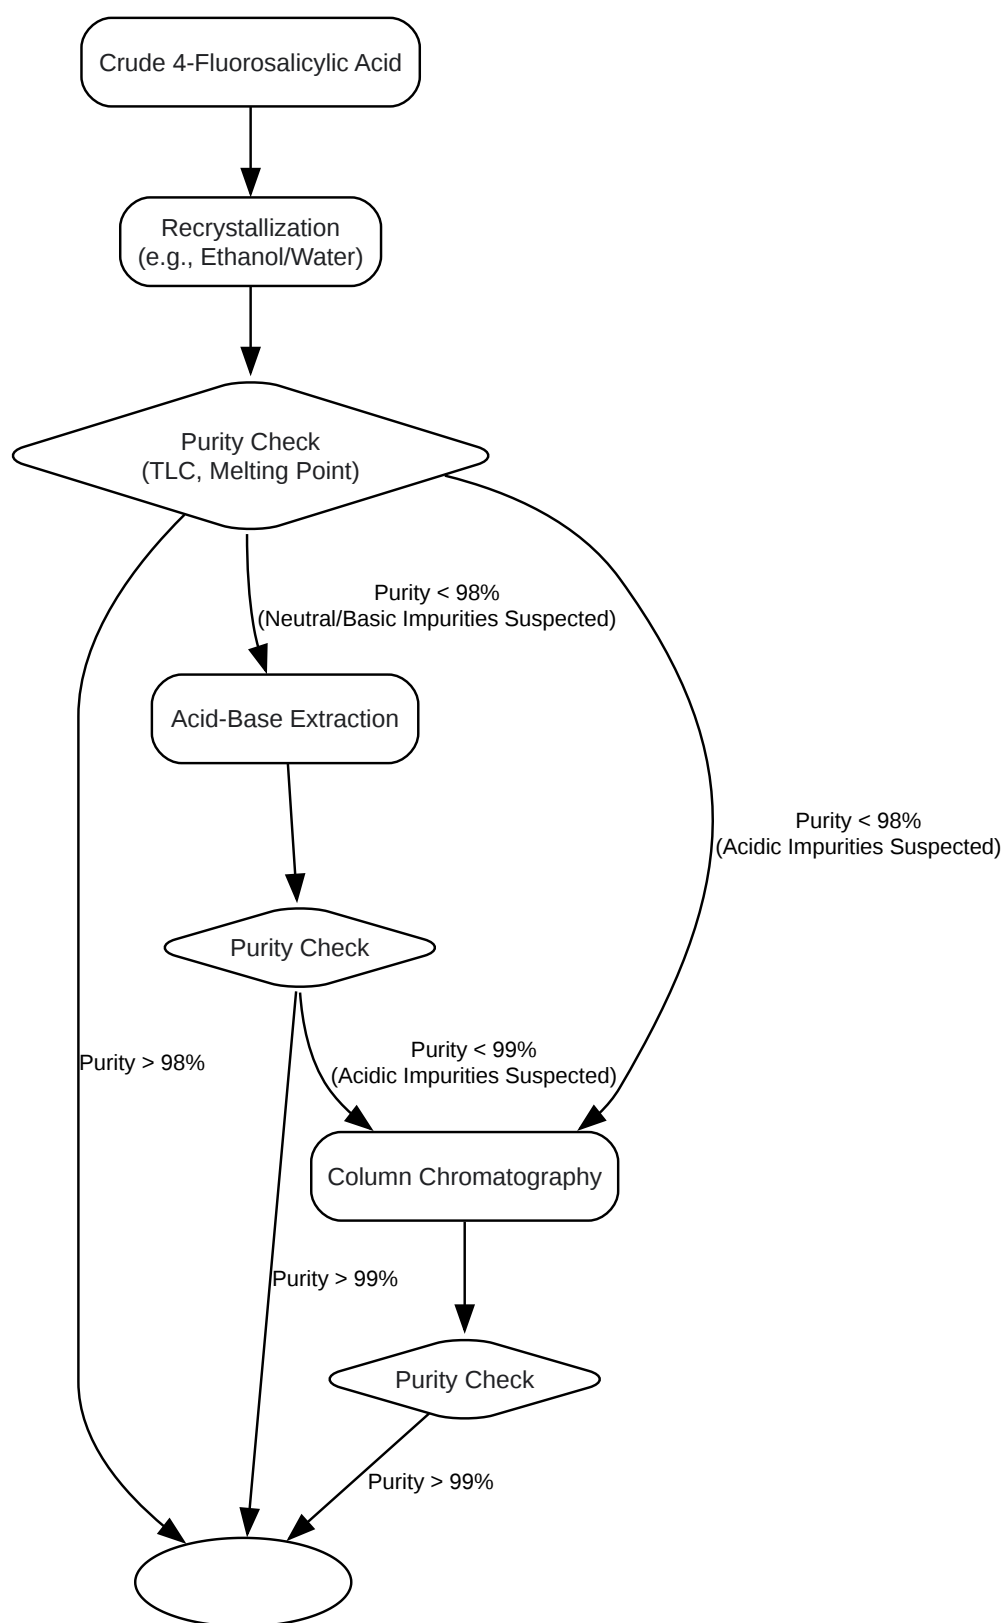 Crude 4-Fluorosalicylic Acid
Recrystallization
(e.g., Ethanol/Water)
Purity Check
(TLC, Melting Point)
Purity < 98%
(Neutral/Basic Impurities Suspected)
Acid-Base Extraction
Purity < 98%
(Acidic Impurities Suspected)
Purity Check
Purity < 99%
(Acidic Impurities Suspected)
Purity > 98%
Column Chromatography
Purity > 99%
Purity Check
Purity > 99%